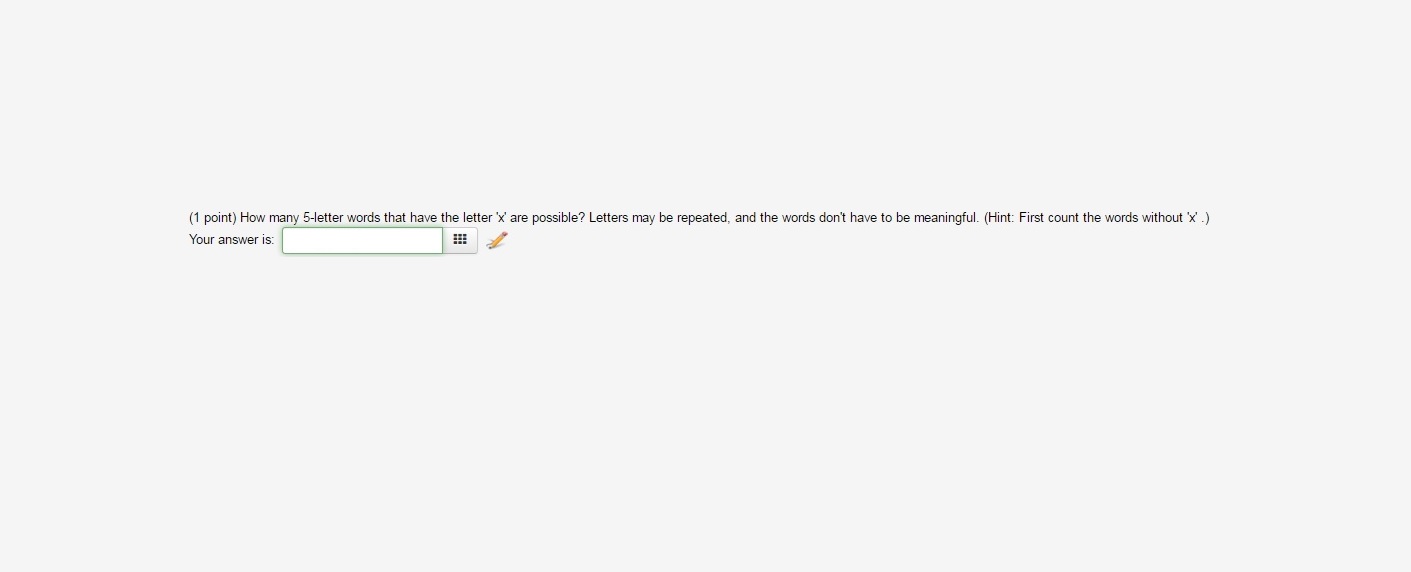 (1 point) How many 5-letter words that have the letter 'x' are possible? Letters may be repeated, and the words don't have to be meaningful. (Hint: First count the words without 'x' .)
Your answer is: